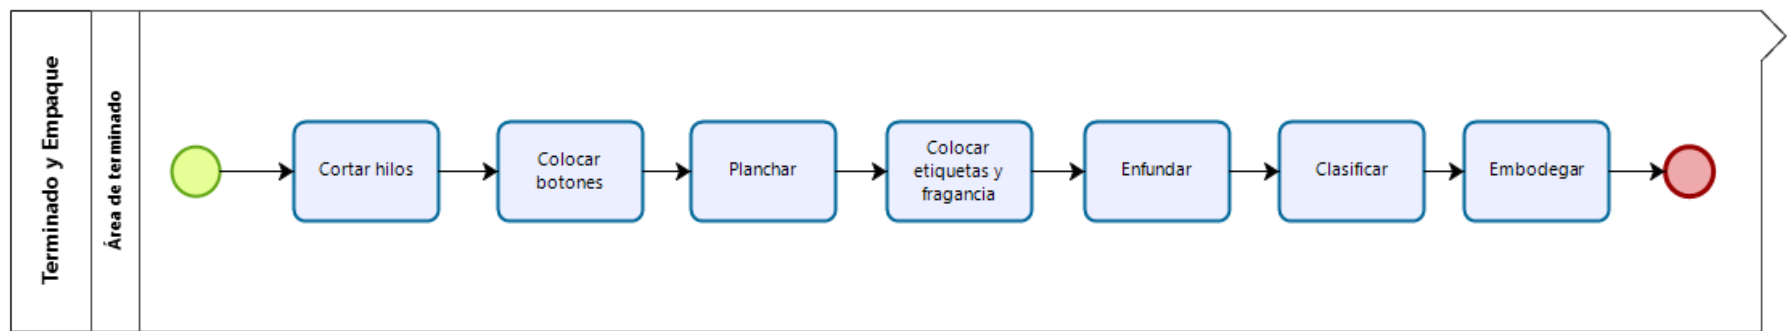 Terminado y Empaque
Área de terminado
Cortar hilos
Colocar
botones
Planchar
Colocar
etiquetas y
fragancia
Enfundar
Clasificar
Embodegar